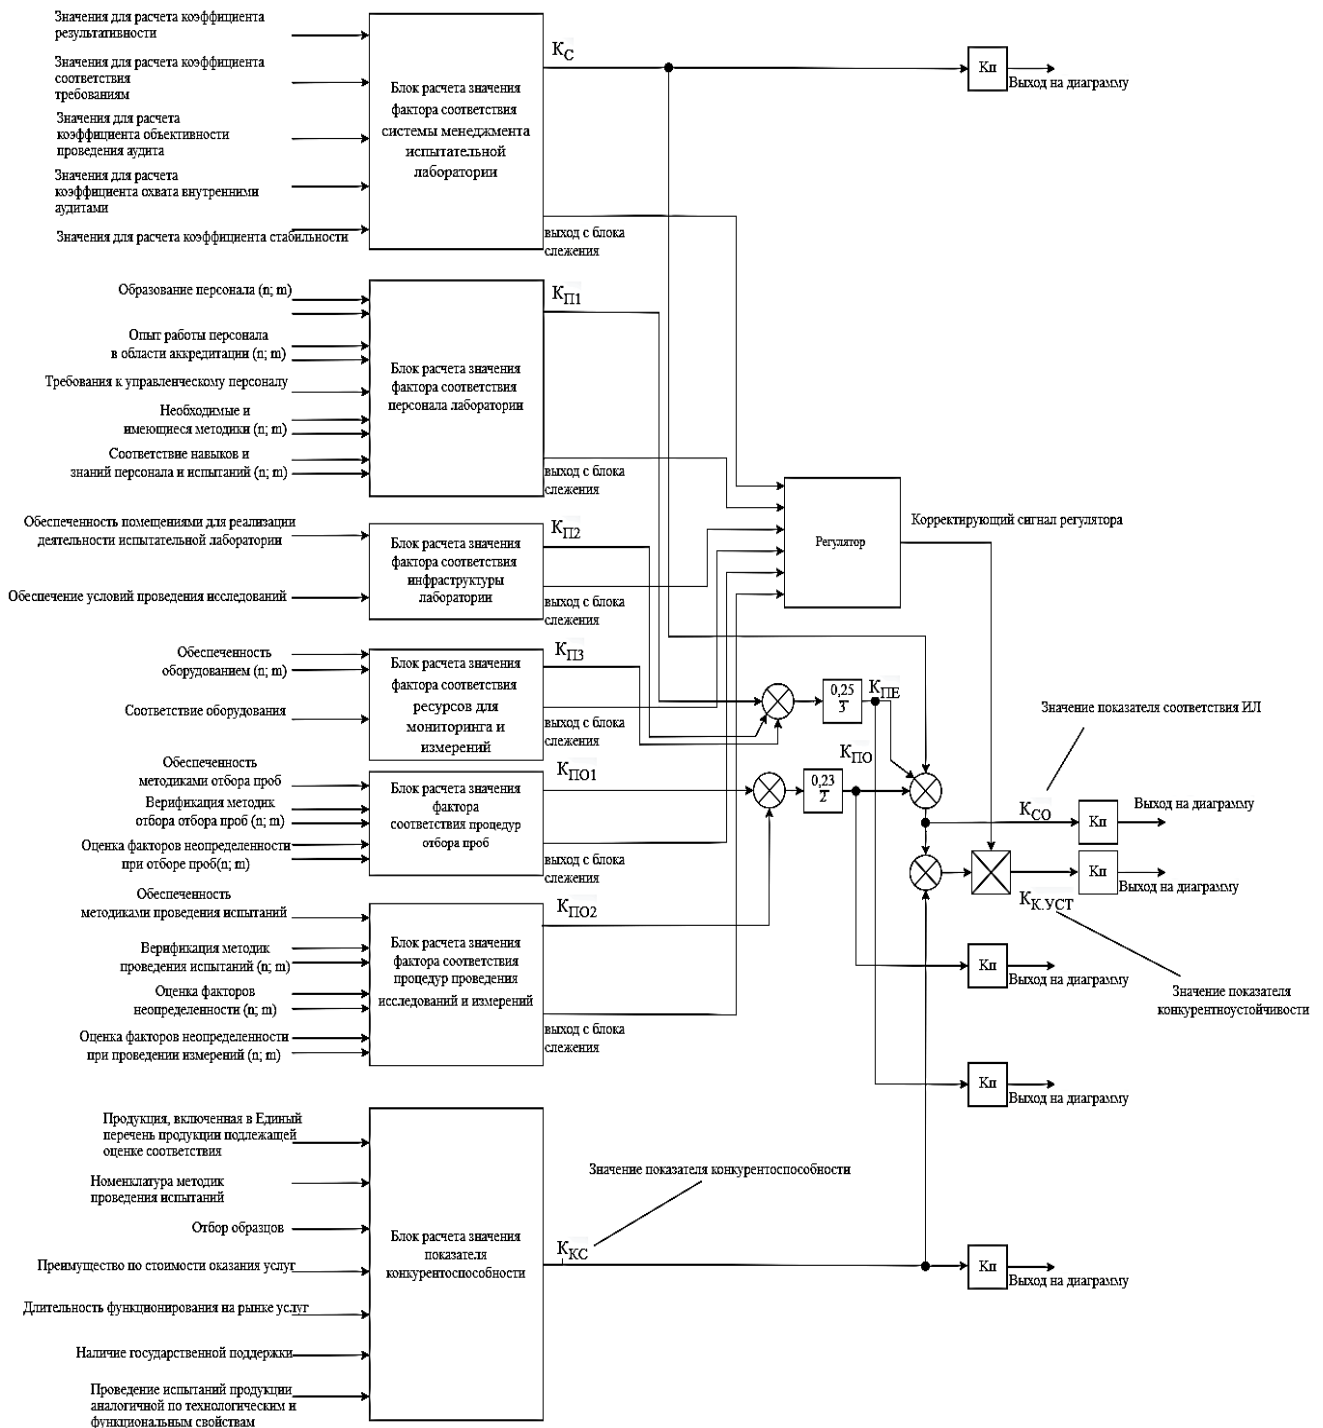 Значения для расчета коэффициента
результативности
Значения для расчета коэффициента
соответствия
требованиям
Значения для расчета
коэффициента объективности
проведения аудита
Значения для расчета
коэффициента охвата внутренними
аудитами
Значения для расчета коэффициента стабильности
Блок расчета значения
фактора соответствия
системы менеджмента
испытательной
лаборатории
КС
Кп
Выход на диаграмму
выход с блока
слежения
Образование персонала (n; m)
Опыт работы персонала
в области аккредитации (n; m)
Требования к управленческому персоналу
Необходимые и
имеющиеся методики (n; m)
Соответствие навыков и
знаний персонала и испытаний (n; m)
Блок расчета значения
фактора соответствия
персонала лаборатории
КП1
выход с блока
слежения
Обеспеченность помещениями для реализации
деятельности испытательной лаборатории
Обеспечение условий проведения исследований
Блок расчета значения
фактора соответствия
инфраструктуры
лаборатории
КП2
выход с блока
слежения
Регулятор
Корректирующий сигнал регулятора
Обеспеченность
оборудованием (n; m)
Соответствие оборудования
Блок расчета значения
фактора соответствия
ресурсов для
мониторинга и
измерений
КП3
выход с блока
слежения
0,25
3
КПЕ
Значение показателя соответствия ИЛ
Обеспеченность
методиками отбора проб
Верификация методик
отбора отбора проб (n; m)
Оценка факторов неопределенности
при отборе проб(n; m)
Блок расчета значения
фактора
соответствия процедур
отбора проб
КПО1
выход с блока
слежения
0,23
2
КПО
КСО
Кп
Выход на диаграмму
Кп
Выход на диаграмму
КК.УСТ
Обеспеченность
методиками проведения испытаний
Верификация методик
проведения испытаний (n; m)
Оценка факторов
неопределенности (n; m)
Оценка факторов неопределенности
при проведении измерений (n; m)
Блок расчета значения
фактора соответствия
процедур проведения
исследований и измерений
КПО2
выход с блока
слежения
Кп
Выход на диаграмму
Значение показателя
конкурентноустойчивости
Кп
Выход на диаграмму
Продукция, включенная в Единый
перечень продукции подлежащей
оценке соответствия
Номенклатура методик
проведения испытаний
Отбор образцов
Преимущество по стоимости оказания услуг
Длительность функционирования на рынке услуг
Наличие государственной поддержки
Проведение испытаний продукции
аналогичной по технологическим и
функциональным свойствам
Блок расчета значения
показателя
конкурентоспособности
Значение показателя конкурентоспособности
ККС
Кп
Выход на диаграмму